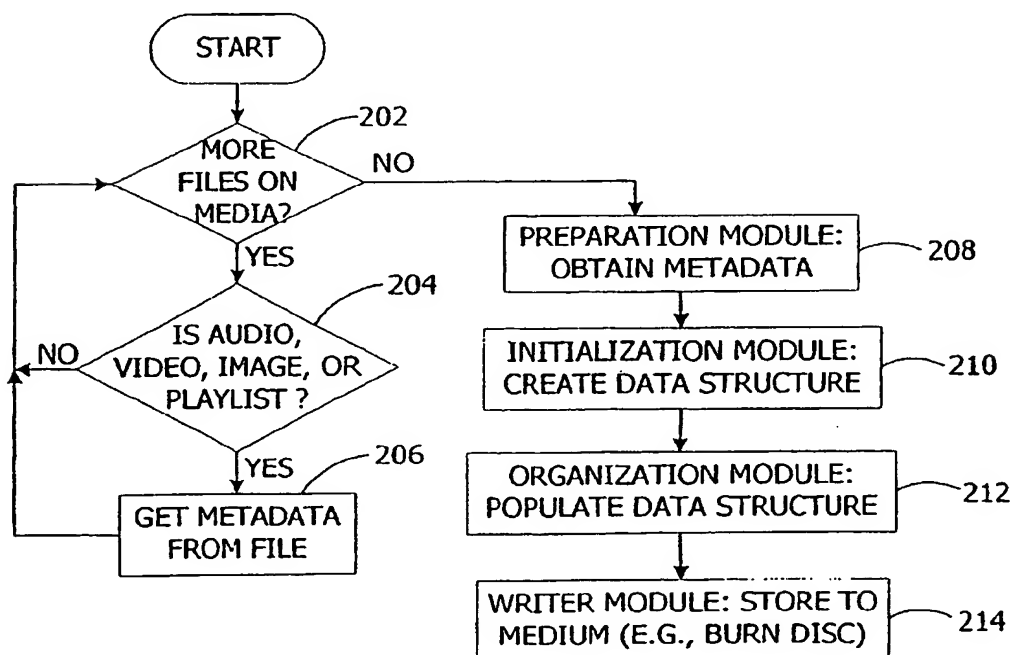 START
202
MORE
FILES ON
MEDIA?
NO
YES
204
IS AUDIO,
VIDEO, IMAGE, OR
PLAYLIST ?
NO
YES
206
GET METADATA
FROM FILE
PREPARATION MODULE:
OBTAIN METADATA
208
INITIALIZATION MODULE:
CREATE DATA STRUCTURE
210
ORGANIZATION MODULE:
POPULATE DATA STRUCTURE
212
WRITER MODULE: STORE TO
MEDIUM (E.G., BURN DISC)
214